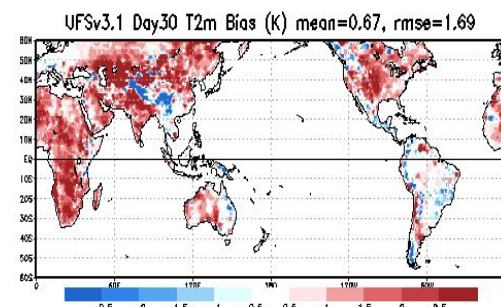 UFSv3.1 Day30 T2m Bias (K) mean=0.67, rmse=1.69
60N
50N
40N
30N
20N
10N
EQ
10S
20S
30S
40S
50S
60S
0 60E 120E 180 120W 60W